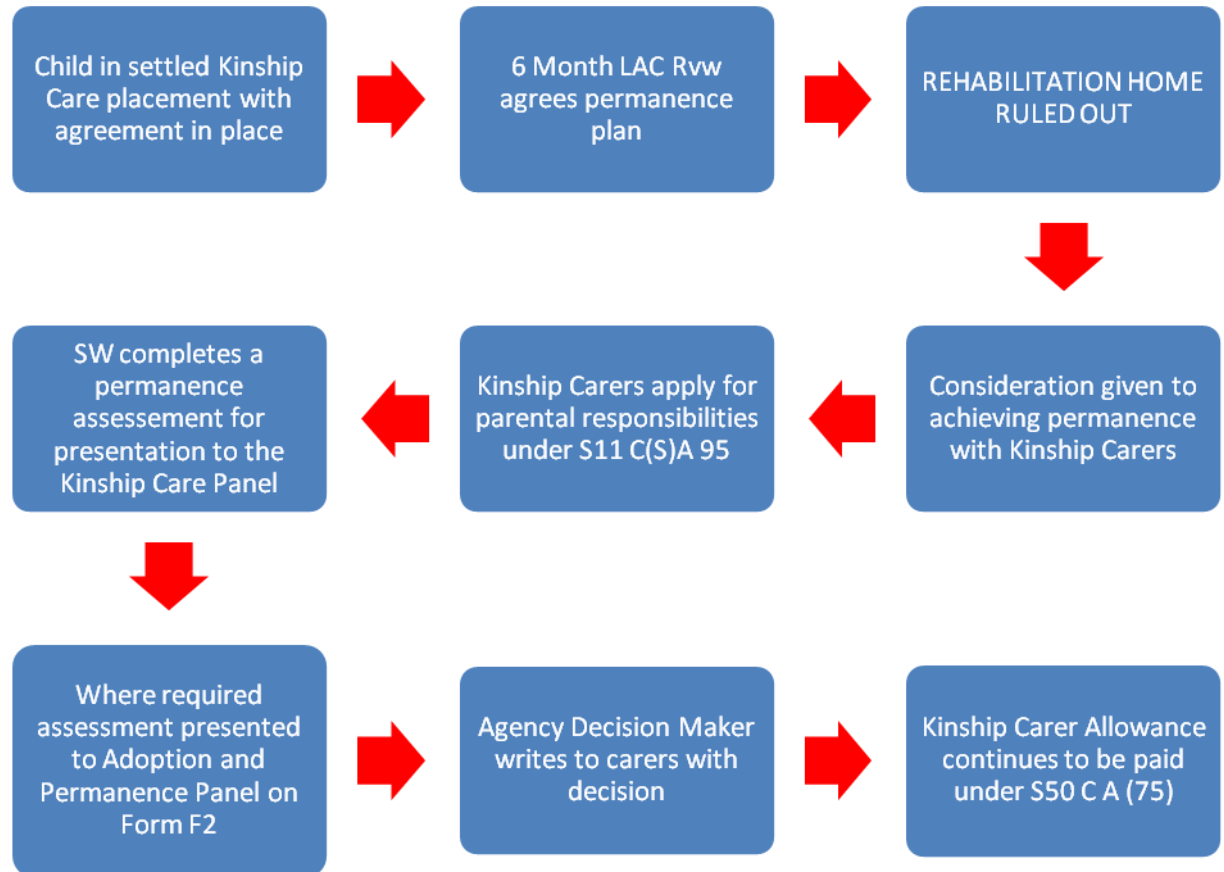 Child in settled Kinship
Care placement with
agreement in place
6 Month LAC Rvw
agrees permanence
plan
REHABILITATION HOME
RULED OUT
Consideration given to
achieving permanence
with Kinship Carers
Kinship Carers apply for
parental responsibilities
under S11 C(S)A 95
SW completes a
permanence
assessement for
presentation to the
Kinship Care Panel
Where required
assessment presented
to Adoption and
Permanence Panel on
Form F2
Agency Decision Maker
writes to carers with
decision
Kinship Carer Allowance
continues to be paid
under S50 C A (75)